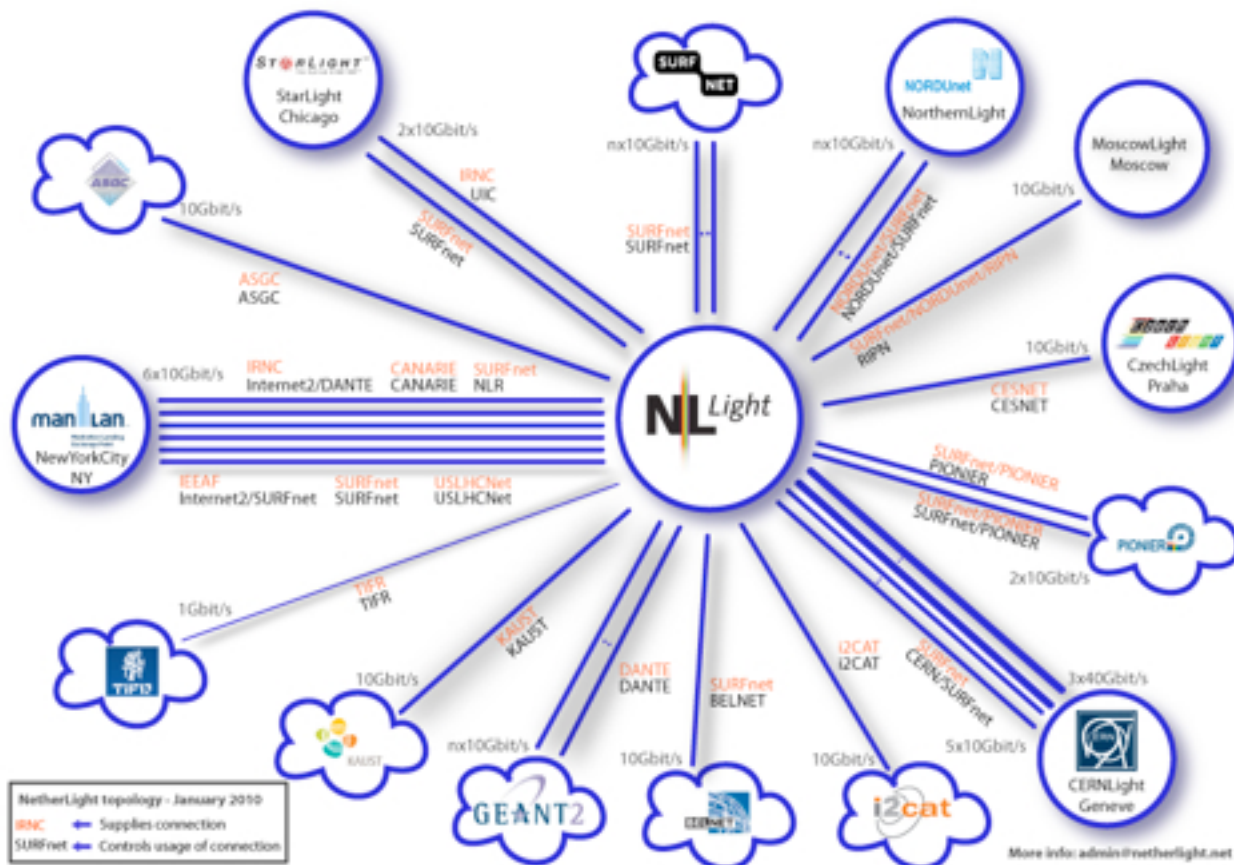 STARLIGHT
StarLight
Chicago
2x10Gbit/s
IRNC
UIC
SURFnet
SURFnet
SURF
NET
nx10Gbit/s
SURFnet
SURFnet
NORDUnet
NorthernLight
nx10Gbit/s
NORDUnet/SURFnet
NORDUnet/SURFnet
MoscowLight
Moscow
10Gbit/s
SURFnet/NORDUnet/RIPN
RIPN
ASGC
10Gbit/s
ASGC
ASGC
CzechLight
Praha
10Gbit/s
CESNET
CESNET
NL Light
man lan
NewYorkCity
NY
6x10Gbit/s
IRNC CANARIE SURFnet
Internet2/DANTE CANARIE NLR
IEEAF SURFnet USLHCNet
Internet2/SURFnet SURFnet USLHCNet
SURFnet/PIONIER
PIONIER
SURFnet/PIONIER
SURFnet/PIONIER
PIONIER
2x10Gbit/s
1Gbit/s
TIFR
TIFR
TIFR
KAUST
KAUST
10Gbit/s
KAUST
DANTE
DANTE
nx10Gbit/s
GEANT2
SURFnet
BELNET
10Gbit/s
BELNET
i2CAT
i2CAT
10Gbit/s
i2cat
SURFnet
CERN/SURFnet
3x40Gbit/s
5x10Gbit/s
CERN
CERNLight
Geneve
NetherLight topology - January 2010
IRNC Supplies connection
SURFnet Controls usage of connection
More info: admin@netherlight.net